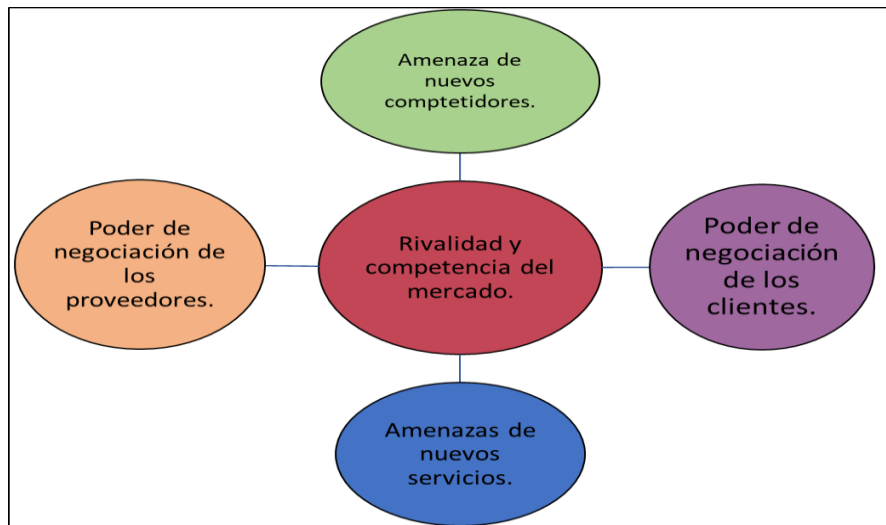 Amenaza de
nuevos
comptetidores.
Poder de
negociación de
los
proveedores.
Rivalidad y
competencia del
mercado.
Poder de
negociación
de los
clientes.
Amenazas de
nuevos
servicios.